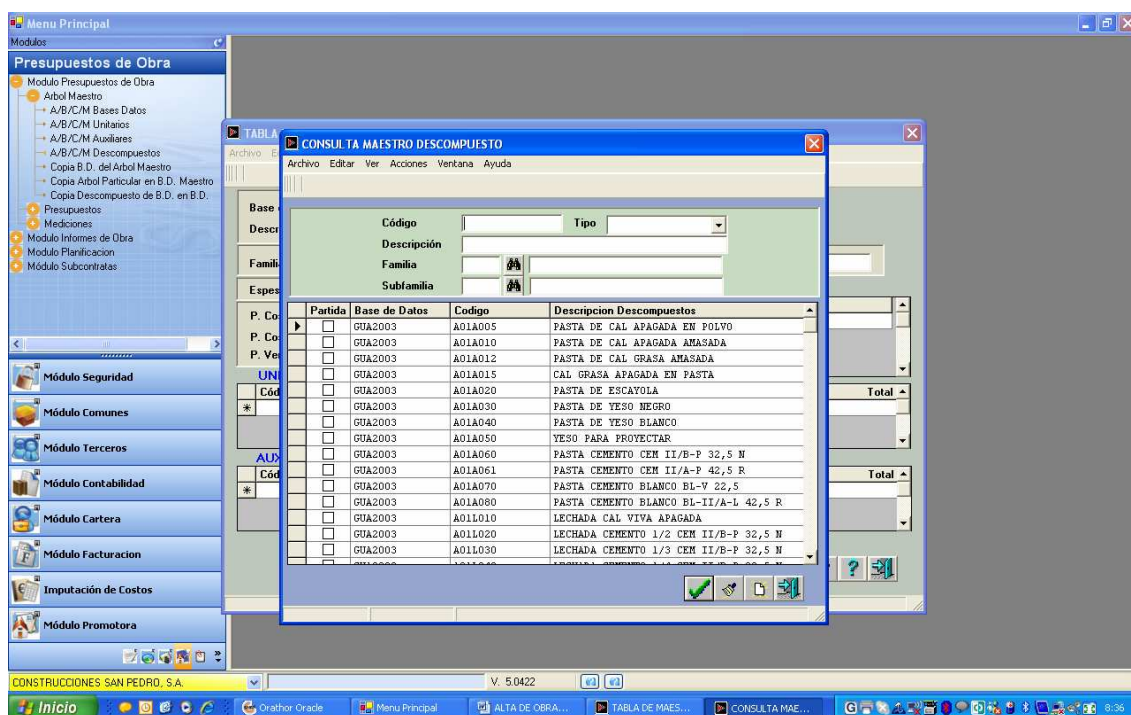 Menu Principal
Modulos
Presupuestos de Obra
Modulo Presupuestos de Obra
Arbol Maestro
A/B/C/M Bases Datos
A/B/C/M Unitarios
A/B/C/M Auxiliares
A/B/C/M Descompuestos
Copia B.D. del Arbol Maestro
Copia Arbol Particular en B.D. Maestro
Copia Descompuesto de B.D. en B.D.
Presupuestos
Mediciones
Modulo Informes de Obra
Modulo Planificacion
Módulo Subcontratas
Módulo Seguridad
Módulo Comunes
Módulo Terceros
Módulo Contabilidad
Módulo Cartera
Módulo Facturacion
Imputación de Costos
Módulo Promotora
TABLA
Archivo
Base
Descr
Famili
Espes
P. Co
P. Co
P. Ve
UNI
Cód
Total
AUX
Cód
Total
CONSULTA MAESTRO DESCOMPUESTO
Archivo Editar Ver Acciones Ventana Ayuda
Código Tipo
Descripción
Familia
Subfamilia
Partida Base de Datos Codigo Descripcion Descompuestos
GUA2003 A01A005 PASTA DE CAL APAGADA EN POLVO
GUA2003 A01A010 PASTA DE CAL APAGADA AMASADA
GUA2003 A01A012 PASTA DE CAL GRASA AMASADA
GUA2003 A01A015 CAL GRASA APAGADA EN PASTA
GUA2003 A01A020 PASTA DE ESCAYOLA
GUA2003 A01A030 PASTA DE YESO NEGRO
GUA2003 A01A040 PASTA DE YESO BLANCO
GUA2003 A01A050 YESO PARA PROYECTAR
GUA2003 A01A060 PASTA CEMENTO CEM II/B-P 32,5 N
GUA2003 A01A061 PASTA CEMENTO CEM II/A-P 42,5 R
GUA2003 A01A070 PASTA CEMENTO BLANCO BL-V 22,5
GUA2003 A01A080 PASTA CEMENTO BLANCO BL-II/A-L 42,5 R
GUA2003 A01L010 LECHADA CAL VIVA APAGADA
GUA2003 A01L020 LECHADA CEMENTO 1/2 CEM II/B-P 32,5 N
GUA2003 A01L030 LECHADA CEMENTO 1/3 CEM II/B-P 32,5 N
CONSTRUCCIONES SAN PEDRO, S.A.
V. 5.0422
Inicio
Orathor Oracle
Menu Principal
ALTA DE OBRA...
TABLA DE MAES...
CONSULTA MAE...
8:36